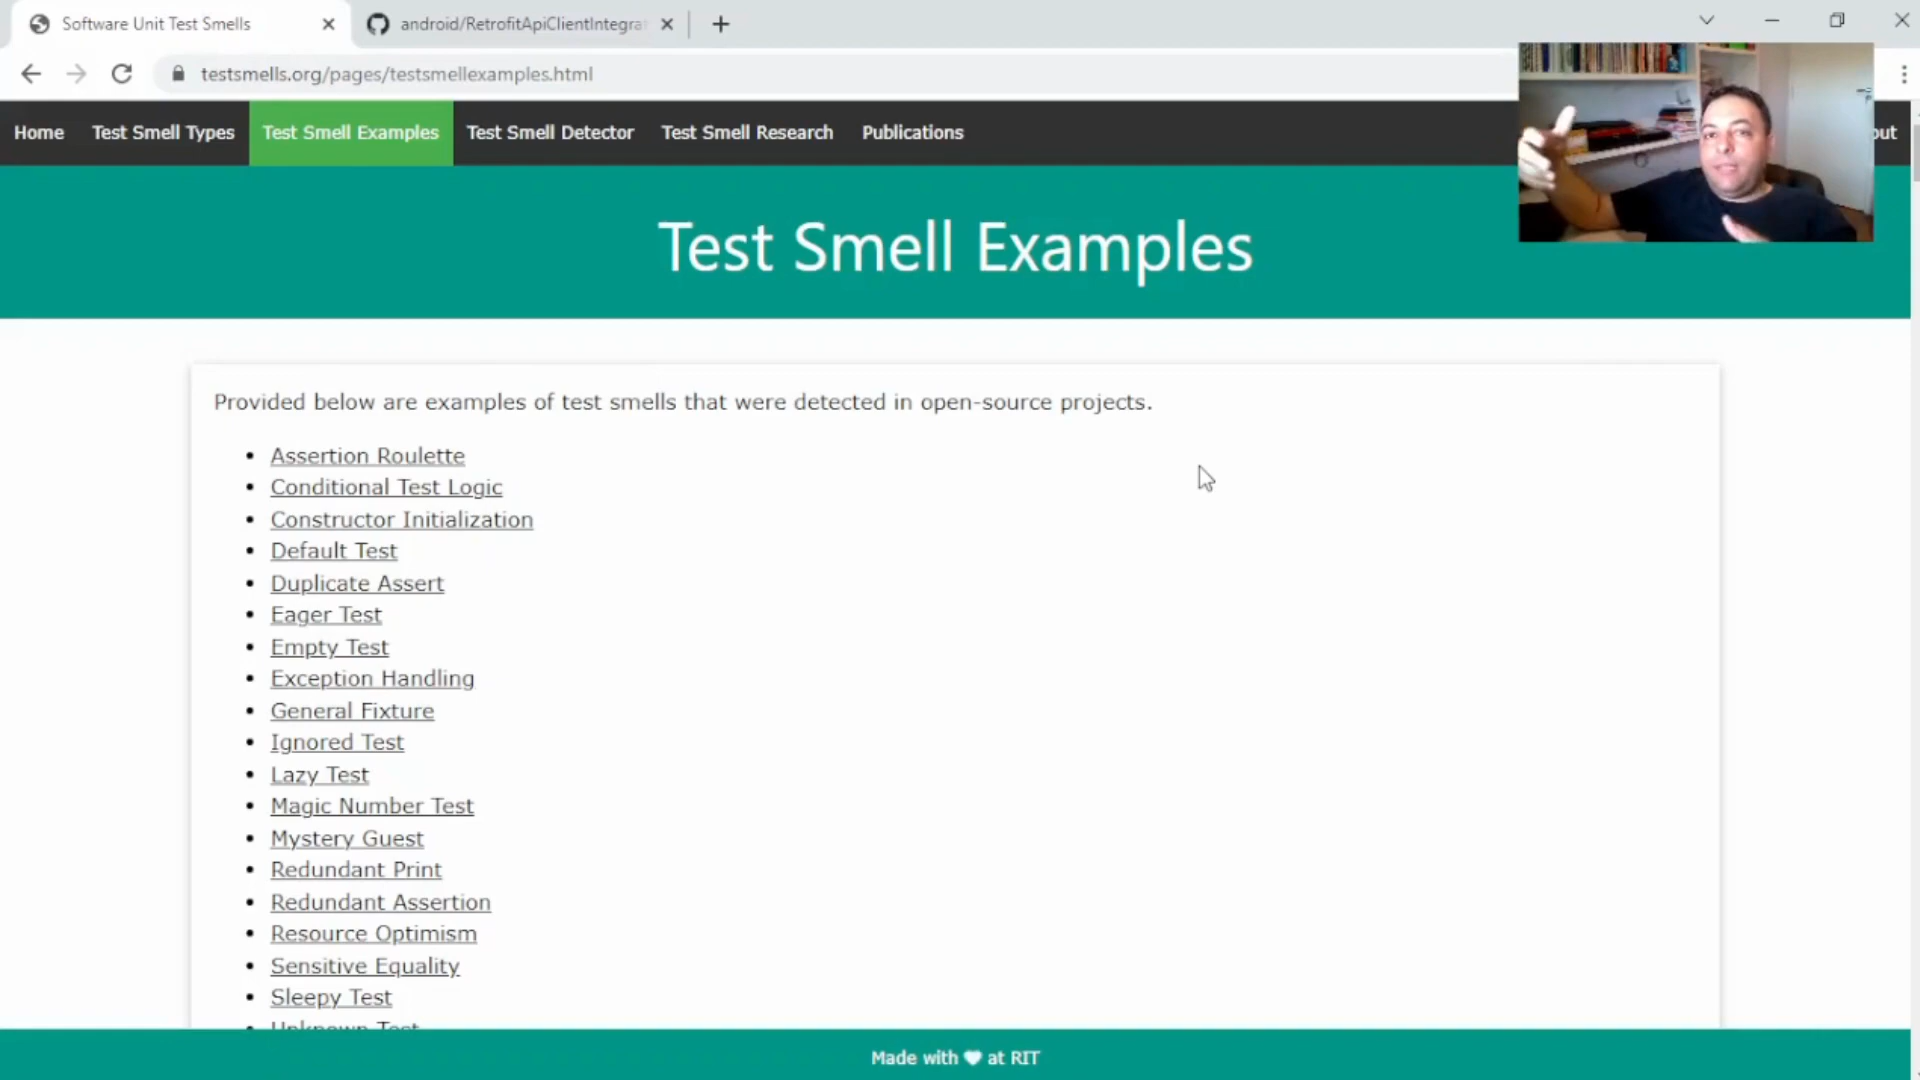 Software Unit Test Smells
android/RetrofitApiClientIntegra
testsmells.org/pages/testsmellexamples.html
Home
Test Smell Types
Test Smell Examples
Test Smell Detector
Test Smell Research
Publications
out
Test Smell Examples
Provided below are examples of test smells that were detected in open-source projects.
• Assertion Roulette
• Conditional Test Logic
• Constructor Initialization
• Default Test
• Duplicate Assert
• Eager Test
• Empty Test
• Exception Handling
• General Fixture
• Ignored Test
• Lazy Test
• Magic Number Test
• Mystery Guest
• Redundant Print
• Redundant Assertion
• Resource Optimism
• Sensitive Equality
• Sleepy Test
• Unknown Test
Made with ♥ at RIT